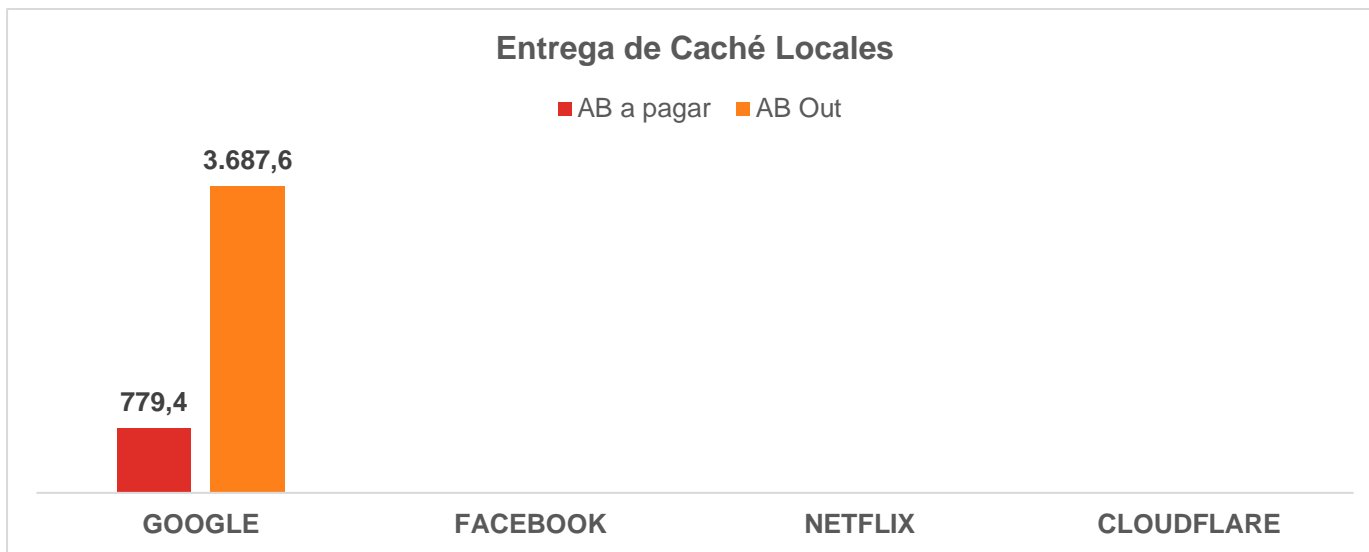 Entrega de Caché Locales
AB a pagar AB Out
3.687,6
779,4
GOOGLE FACEBOOK NETFLIX CLOUDFLARE